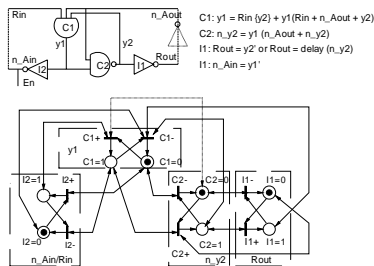 Rin
n_Aout
C1: y1 = Rin {y2} + y1(Rin + n_Aout + y2)
C1
y1
y2
C2: n_y2 = y1 (n_Aout + n_y2)
n_Ain
I2
C2
I1
Rout
I1: Rout = y2' or Rout = delay (n_y2)
En
I1: n_Ain = y1'
C1+
C1-
y1
C1=1
C1=0
I2=1
I2+
C2-
C2=0
I1-
I1=0
I2=0
I2-
C2=1
I1+
I1=1
C2+
n_Ain/Rin
n_y2
Rout